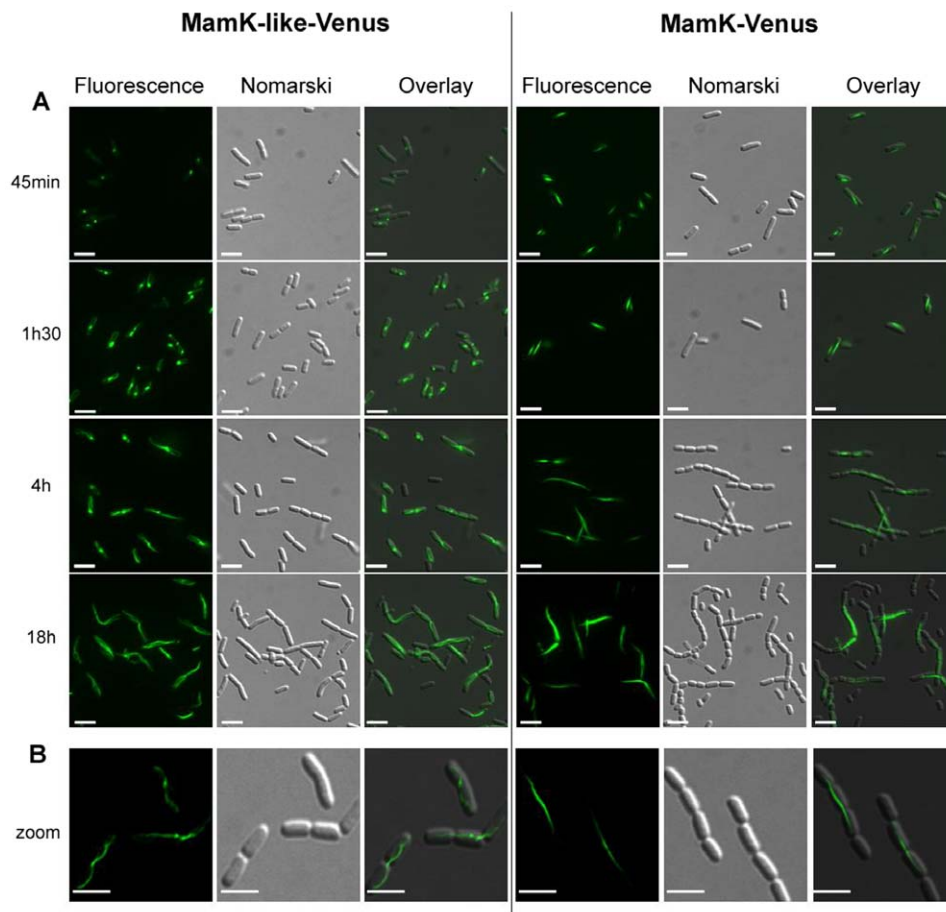 MamK-like-Venus MamK-Venus
Fluorescence Nomarski Overlay Fluorescence Nomarski Overlay
A
45min
1h30
4h
18h
B
zoom